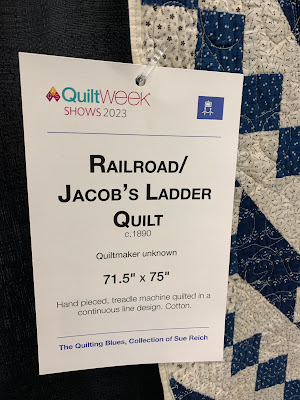 QuiltWeek
SHOWS 2023
RAILROAD/
JACOB'S LADDER
QUILT
c.1890
Quiltmaker unknown
71.5" x 75"
Hand pieced, treadle machine quilted in a
continuous line design. Cotton.
The Quilting Blues, Collection of Sue Reich